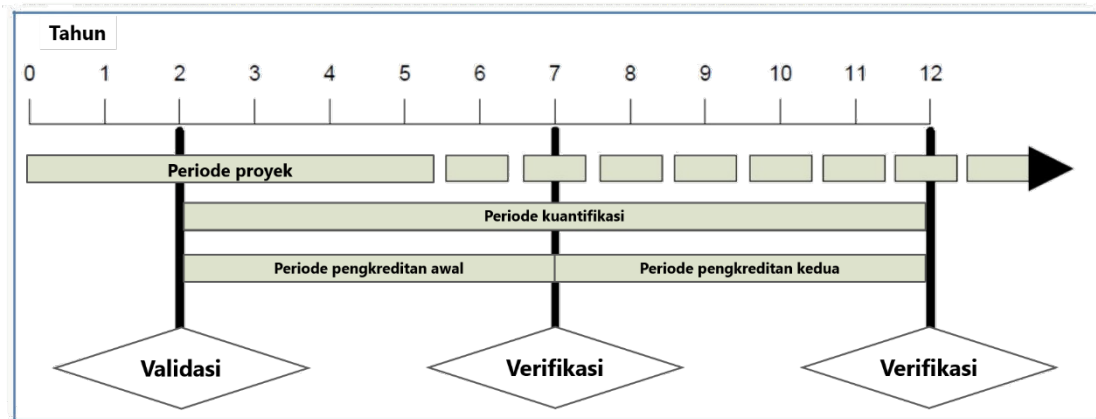 Tahun
0 1 2 3 4 5 6 7 8 9 10 11 12
Periode proyek
Periode kuantifikasi
Periode pengkreditan awal Periode pengkreditan kedua
Validasi Verifikasi Verifikasi